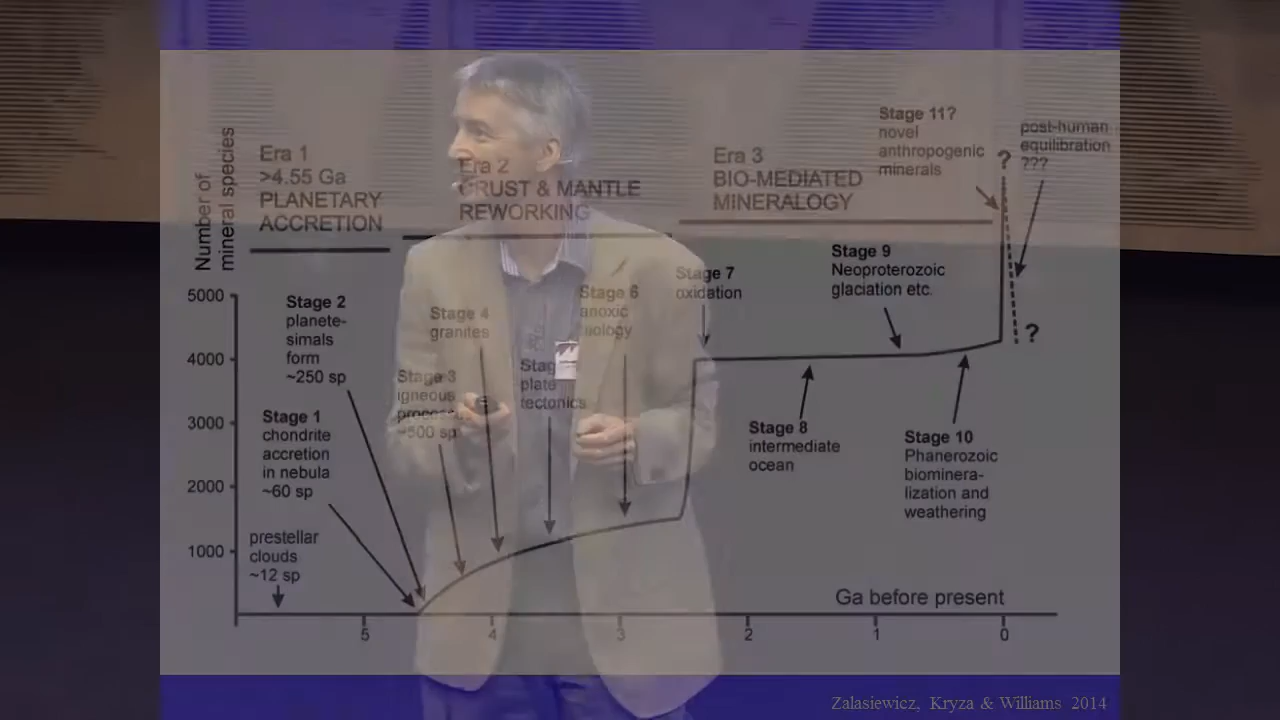 Number of
mineral species
Era 1
>4.55 Ga
PLANETARY
ACCRETION
Era 2
CRUST & MANTLE
REWORKING
Era 3
BIO-MEDIATED
MINERALOGY
Stage 11?
novel
anthropogenic
minerals
?
post-human
equilibration
???
?
5000
4000
3000
2000
1000
Stage 2
planete-
simals
form
~250 sp
Stage 1
chondrite
accretion
in nebula
~60 sp
prestellar
clouds
~12 sp
Stage 3
igneous
~500 sp
Stage 4
granites
plate
tectonics
Stage 6
anoxic
Stage 7
oxidation
Stage 8
intermediate
ocean
Stage 9
Neoproterozoic
glaciation etc.
Stage 10
Phanerozoic
biominera-
lization and
weathering
Ga before present
5
4
3
2
1
0
Zalasiewicz, Kryza & Williams 2014